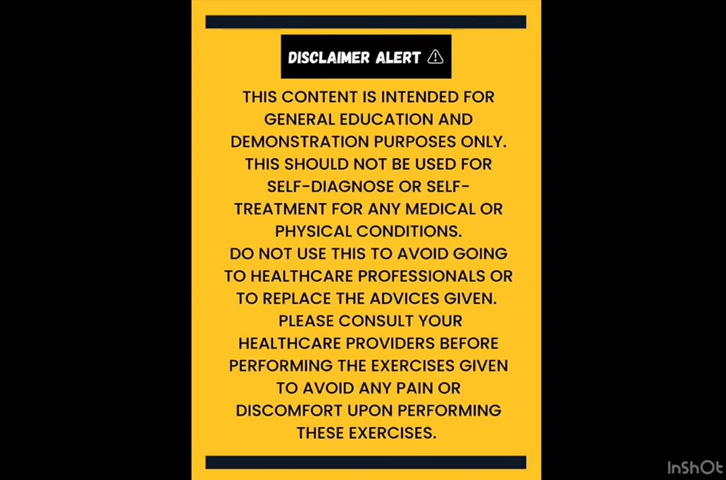 DISCLAIMER ALERT ⚠
THIS CONTENT IS INTENDED FOR
GENERAL EDUCATION AND
DEMONSTRATION PURPOSES ONLY.
THIS SHOULD NOT BE USED FOR
SELF-DIAGNOSE OR SELF-
TREATMENT FOR ANY MEDICAL OR
PHYSICAL CONDITIONS.
DO NOT USE THIS TO AVOID GOING
TO HEALTHCARE PROFESSIONALS OR
TO REPLACE THE ADVICES GIVEN.
PLEASE CONSULT YOUR
HEALTHCARE PROVIDERS BEFORE
PERFORMING THE EXERCISES GIVEN
TO AVOID ANY PAIN OR
DISCOMFORT UPON PERFORMING
THESE EXERCISES.
InShOt